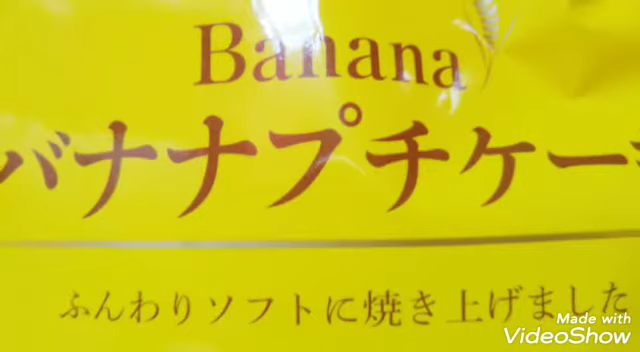 Banana
バナナプチケー
ふんわりソフトに焼き上げました
Made with
VideoShow